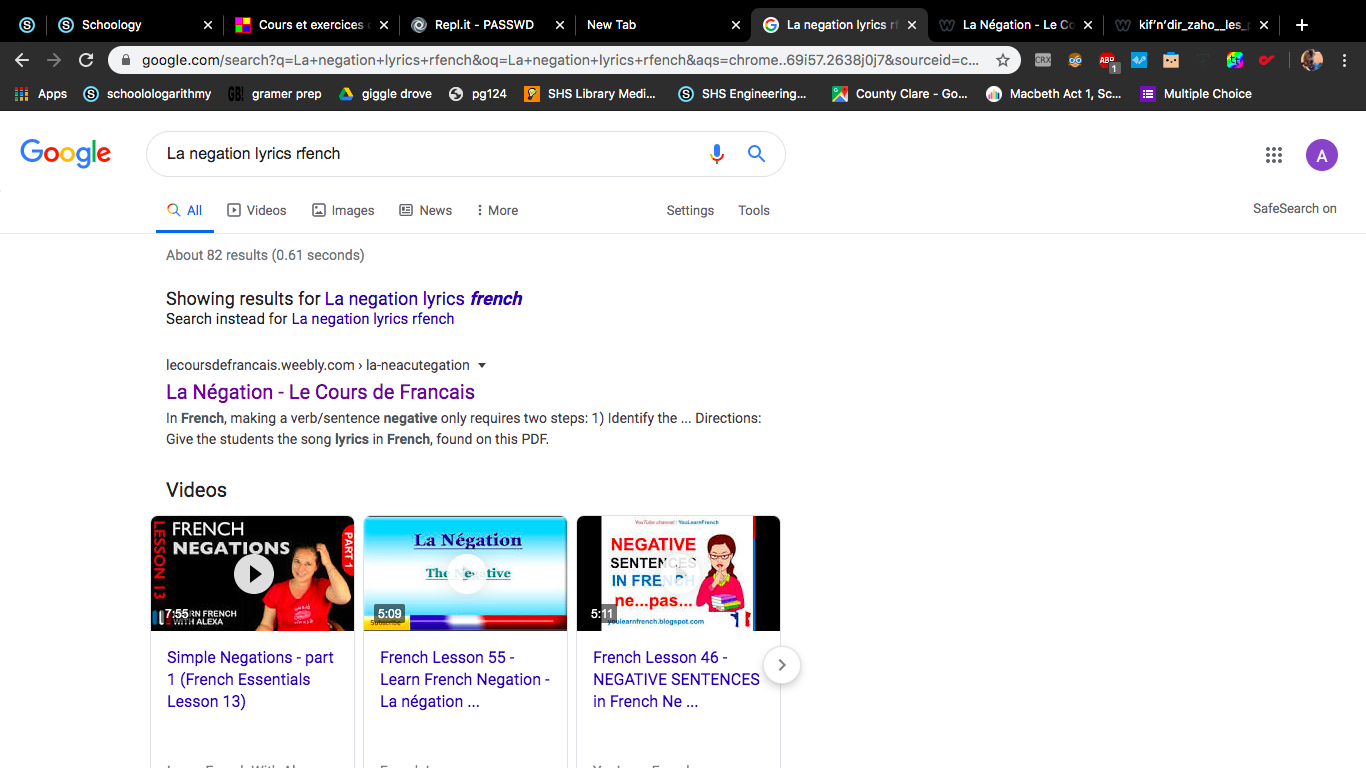 Schoology
Cours et exercices
Repl.it - PASSWD
New Tab
La negation lyrics
La Négation - Le Co
kif'n'dir_zaho__les_
google.com/search?q=La+negation+lyrics+rfench&oq=La+negation+lyrics+rfench&aqs=chrome..69i57.2638j0j7&sourceid=c...
CRX
ABP
1
Apps
schoolologarithmy
GB!
gramer prep
giggle drove
pg124
SHS Library Medi...
SHS Engineering...
County Clare - Go...
Macbeth Act 1, Sc...
Multiple Choice
Google
La negation lyrics rfench
A
All
Videos
Images
News
More
Settings
Tools
SafeSearch on
About 82 results (0.61 seconds)
Showing results for La negation lyrics french
Search instead for La negation lyrics rfench
lecoursdefrancais.weebly.com › la-neacutegation
La Négation - Le Cours de Francais
In French, making a verb/sentence negative only requires two steps: 1) Identify the ... Directions:
Give the students the song lyrics in French, found on this PDF.
Videos
LESSON 13
FRENCH
NEGATIONS
PART 1
7:55
WITH ALEXA
Simple Negations - part
1 (French Essentials
Lesson 13)
La Négation
The Negative
5:09
Subscribe
French Lesson 55 -
Learn French Negation -
La négation ...
YouTube channel : YouLearnFrench
NEGATIVE
SENTENCES
IN FRENCH
ne...pas...
5:11
youlearnfrench.blogspot.com
French Lesson 46 -
NEGATIVE SENTENCES
in French Ne ...